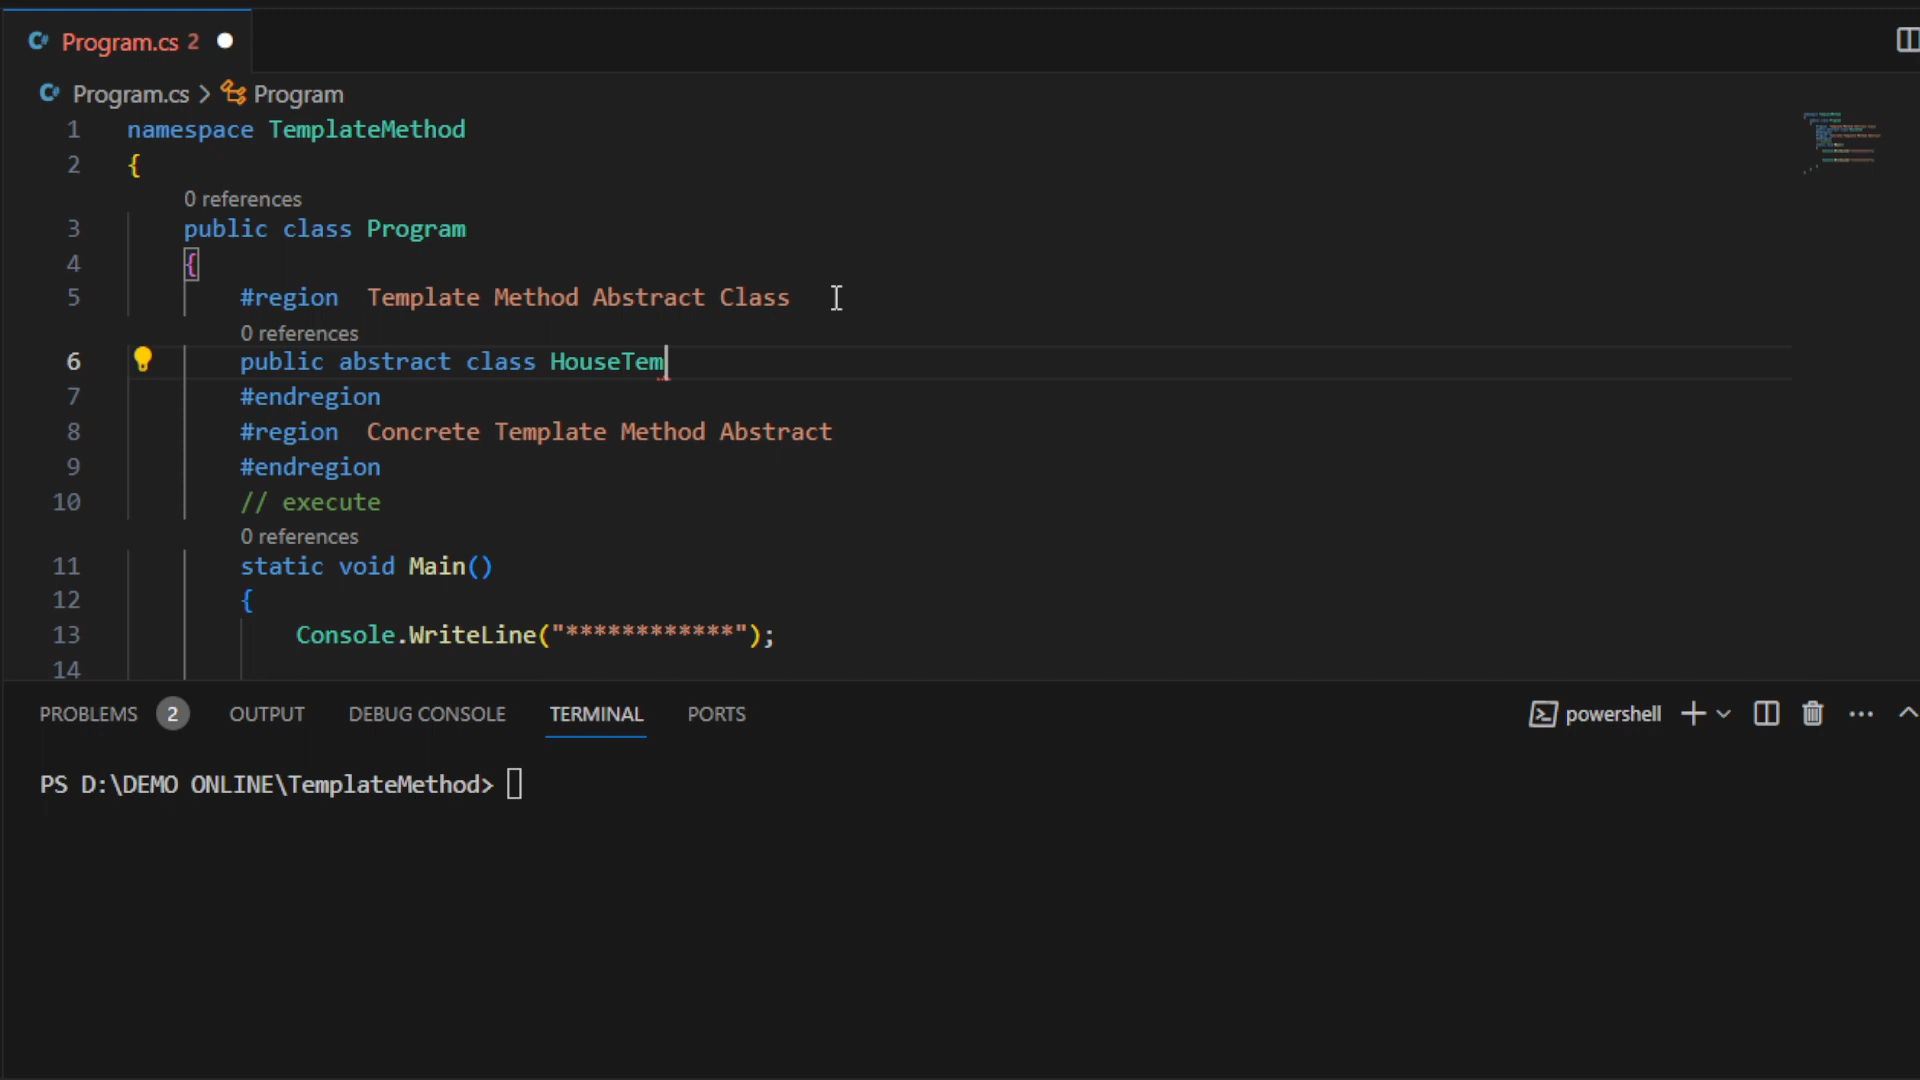 Program.cs 2
Program.cs > Program
1 namespace TemplateMethod
2 {
0 references
3 public class Program
4 {
5 #region  Template Method Abstract Class
0 references
6 public abstract class HouseTem
7 #endregion
8 #region  Concrete Template Method Abstract
9 #endregion
10 // execute
0 references
11 static void Main()
12 {
13 Console.WriteLine("************");
14
PROBLEMS 2 OUTPUT DEBUG CONSOLE TERMINAL PORTS powershell
PS D:\DEMO ONLINE\TemplateMethod>